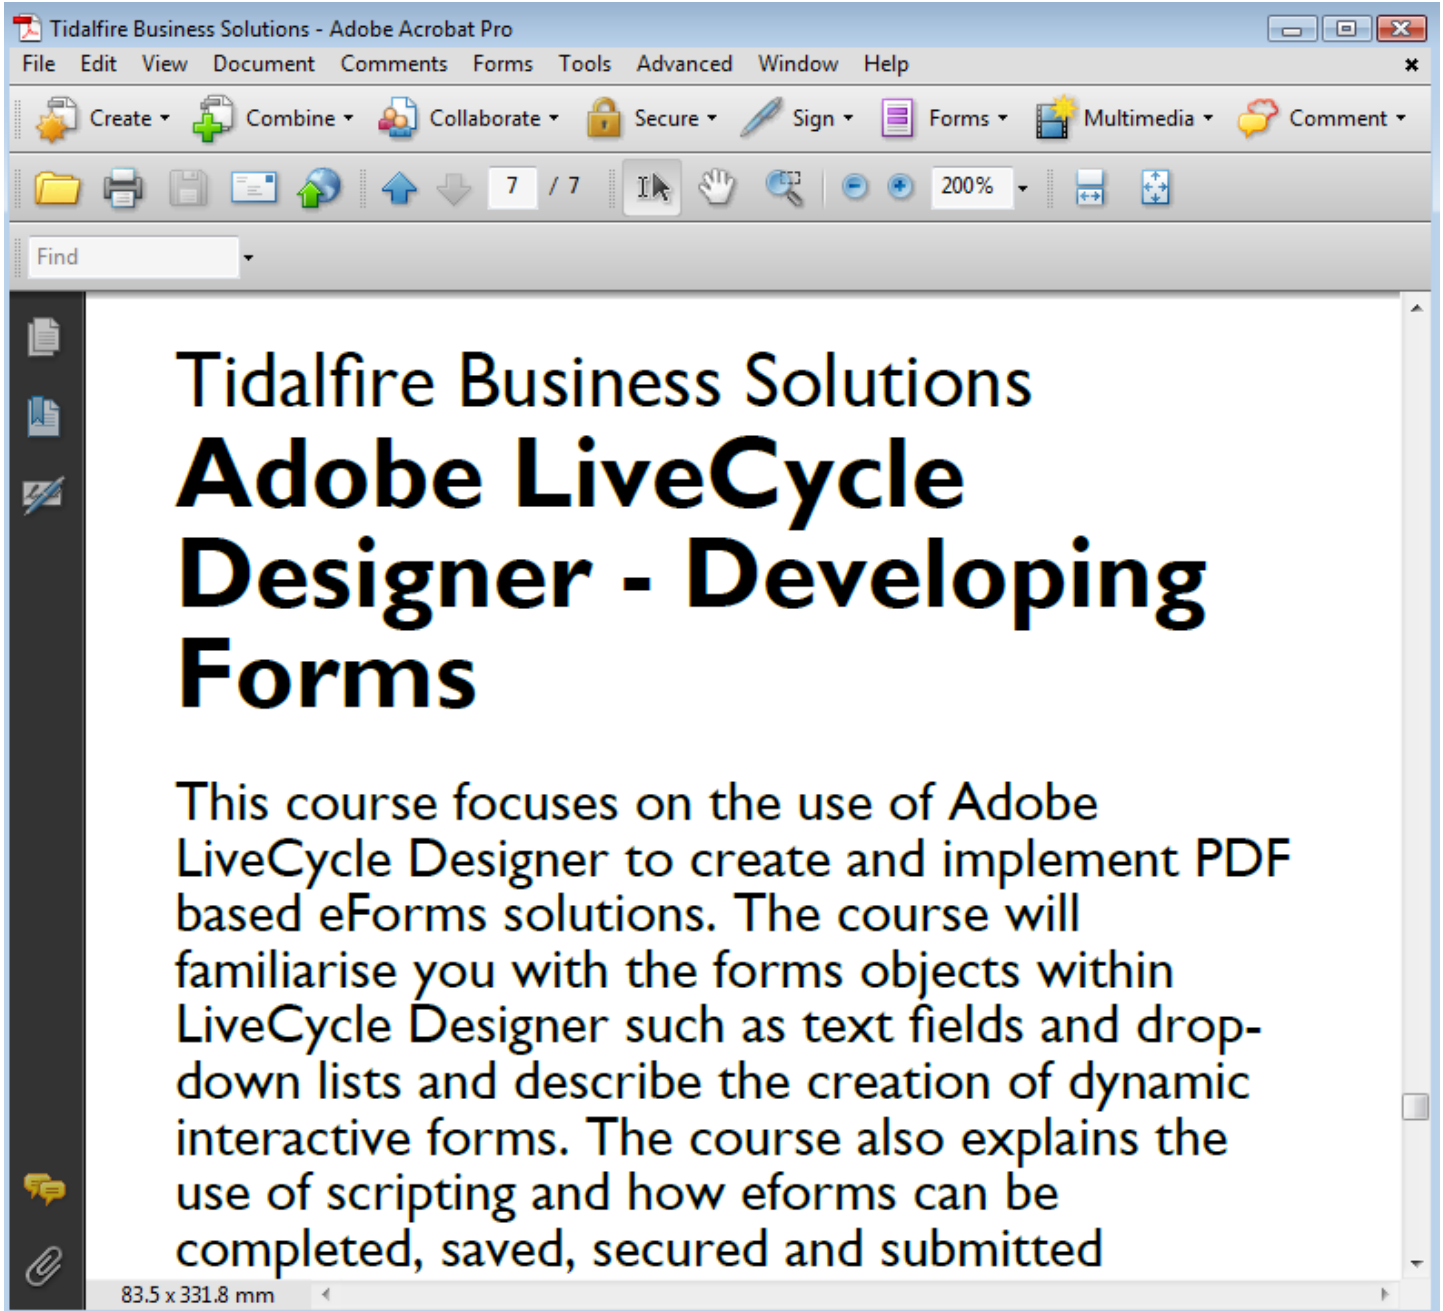 Tidalfire Business Solutions - Adobe Acrobat Pro
File Edit View Document Comments Forms Tools Advanced Window Help
Create Combine Collaborate Secure Sign Forms Multimedia Comment
7 / 7 200%
Find
Tidalfire Business Solutions
Adobe LiveCycle
Designer - Developing
Forms
This course focuses on the use of Adobe
LiveCycle Designer to create and implement PDF
based eForms solutions. The course will
familiarise you with the forms objects within
LiveCycle Designer such as text fields and drop-
down lists and describe the creation of dynamic
interactive forms. The course also explains the
use of scripting and how eforms can be
completed, saved, secured and submitted
83.5 x 331.8 mm